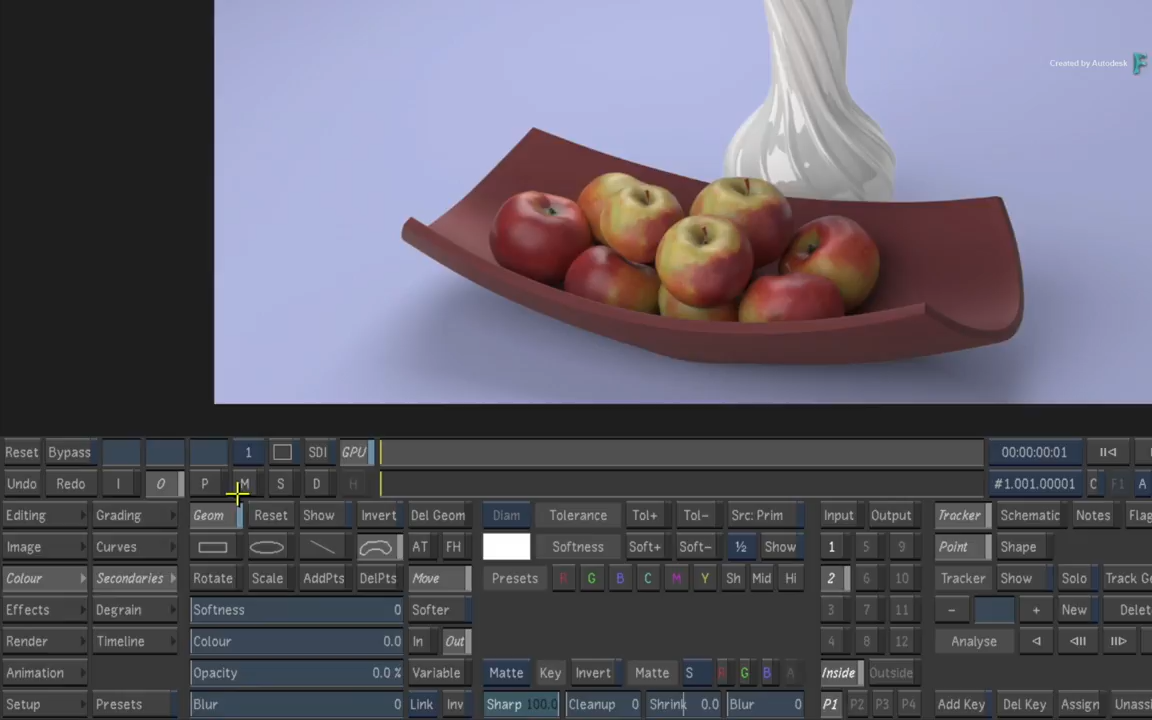 Created by Autodesk
Reset Bypass 1 SDI GPU 00:00:00:01
Undo Redo I O P M S D H #1.001.00001 C F1 A
Editing Grading Geom Reset Show Invert Del Geom Diam Tolerance Tol+ Tol- Src: Prim Input Output Tracker Schematic Notes Flag
Image Curves AT FH Softness Soft+ Soft- ½ Show 1 5 9 Point Shape
Colour Secondaries Rotate Scale AddPts DelPts Move Presets R G B C M Y Sh Mid Hi 2 6 10 Tracker Show Solo Track Ge
Effects Degrain Softness 0 Softer 3 7 11 - + New Delet
Render Timeline Colour 0.0 In Out 4 8 12 Analyse
Animation Opacity 0.0 % Variable Matte Key Invert Matte S R G B A Inside Outside
Setup Presets Blur 0 Link Inv Sharp 100.0 Cleanup 0 Shrink 0.0 Blur 0 P1 P2 P3 P4 Add Key Del Key Assign Unass